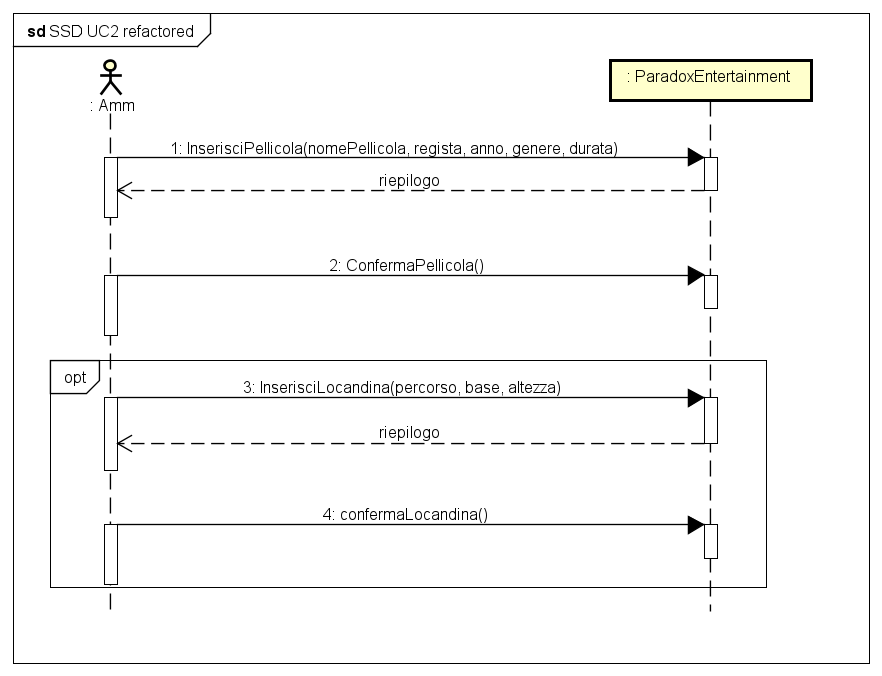 sd SSD UC2 refactored
: Amm
: ParadoxEntertainment
1: InserisciPellicola(nomePellicola, regista, anno, genere, durata)
riepilogo
2: ConfermaPellicola()
opt
3: InserisciLocandina(percorso, base, altezza)
riepilogo
4: confermaLocandina()